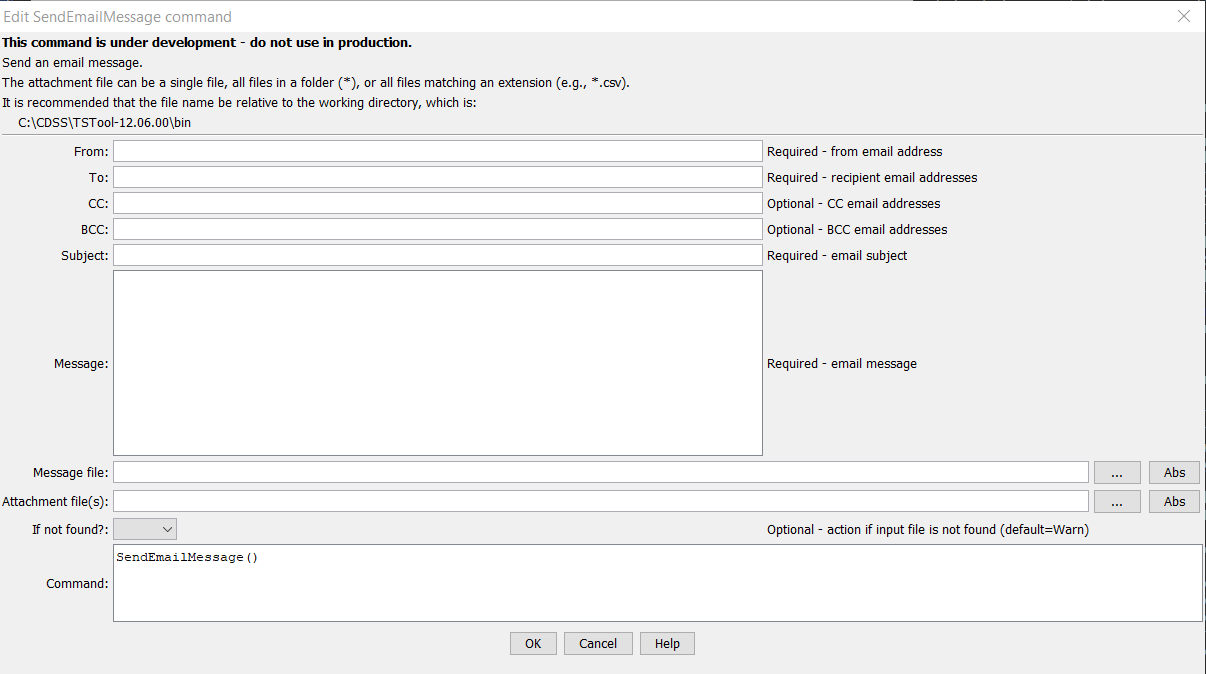 Edit SendEmailMessage command
This command is under development - do not use in production.
Send an email message.
The attachment file can be a single file, all files in a folder (*), or all files matching an extension (e.g., *.csv).
It is recommended that the file name be relative to the working directory, which is:
C:\CDSS\TSTool-12.06.00\bin
From: Required - from email address
To: Required - recipient email addresses
CC: Optional - CC email addresses
BCC: Optional - BCC email addresses
Subject: Required - email subject
Message: Required - email message
Message file: ... Abs
Attachment file(s): ... Abs
If not found?: Optional - action if input file is not found (default=Warn)
SendEmailMessage()
Command:
OK Cancel Help